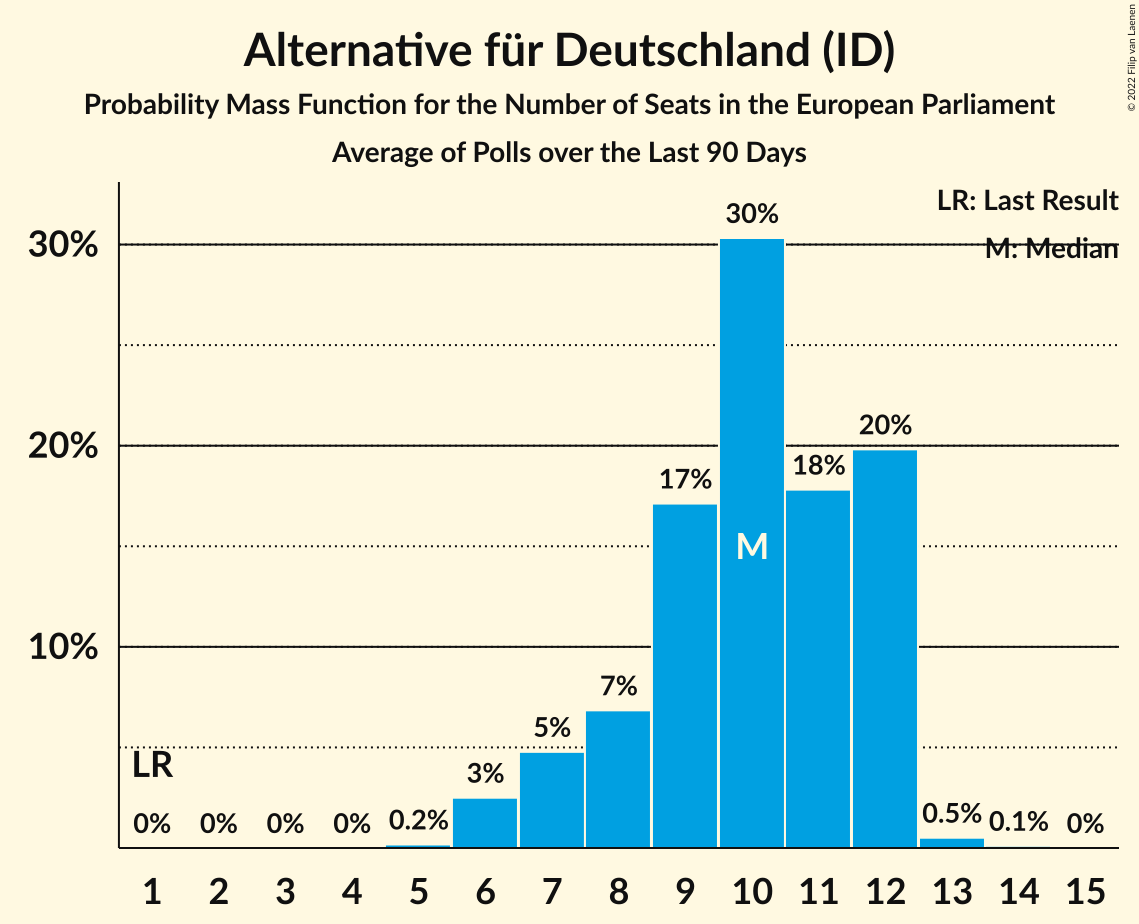 Alternative für Deutschland (ID)
Probability Mass Function for the Number of Seats in the European Parliament
Average of Polls over the Last 90 Days
© 2022 Filip van Laenen
LR: Last Result
M: Median
30%
20%
10%
30%
20%
18%
17%
M
7%
5%
3%
LR
0% 0% 0% 0% 0.2% 0.5% 0.1% 0%
1 2 3 4 5 6 7 8 9 10 11 12 13 14 15